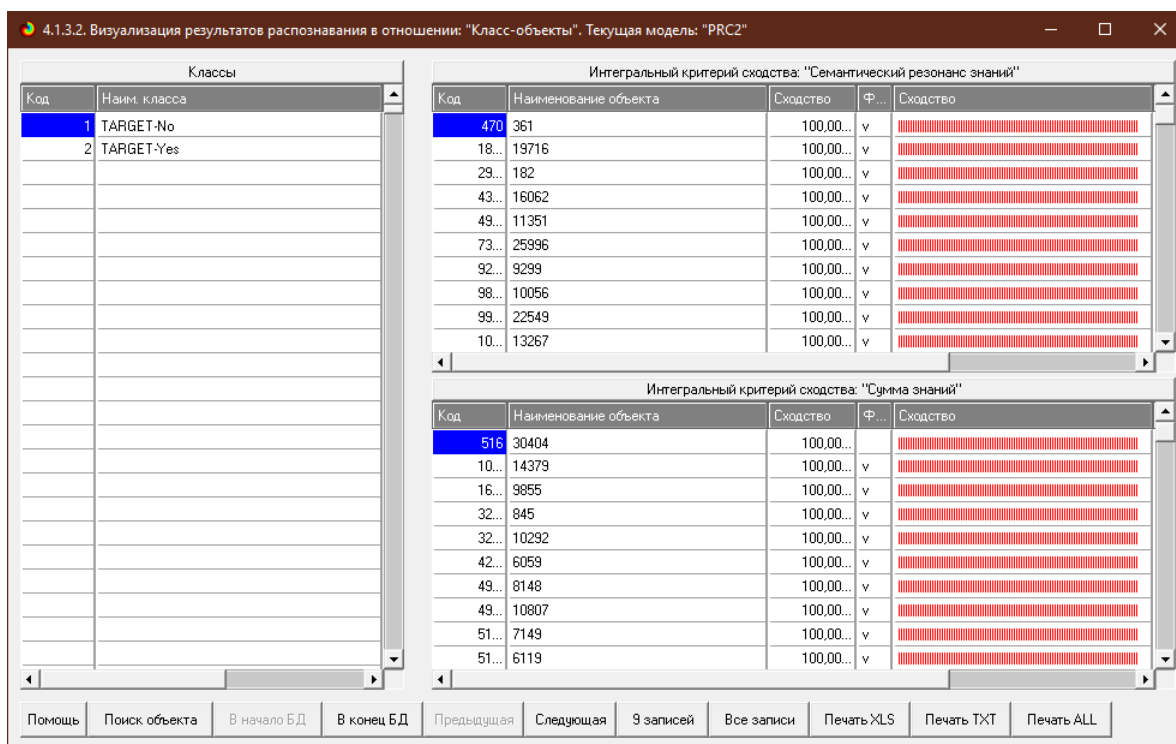 4.1.3.2. Визуализация результатов распознавания в отношении: "Класс-объекты". Текущая модель: "PRC2"
Классы
Код Наим. класса
1 TARGET-No
2 TARGET-Yes
Интегральный критерий сходства: "Семантический резонанс знаний"
Код Наименование объекта Сходство Ф... Сходство
470 361 100,00... v
18... 19716 100,00... v
29... 182 100,00... v
43... 16062 100,00... v
49... 11351 100,00... v
73... 25996 100,00... v
92... 9299 100,00... v
98... 10056 100,00... v
99... 22549 100,00... v
10... 13267 100,00... v
Интегральный критерий сходства: "Сумма знаний"
Код Наименование объекта Сходство Ф... Сходство
516 30404 100,00...
10... 14379 100,00... v
16... 9855 100,00... v
32... 845 100,00... v
32... 10292 100,00... v
42... 6059 100,00... v
49... 8148 100,00... v
49... 10807 100,00... v
51... 7149 100,00... v
51... 6119 100,00... v
Помощь Поиск объекта В начало БД В конец БД Предыдущая Следующая 9 записей Все записи Печать XLS Печать TXT Печать ALL